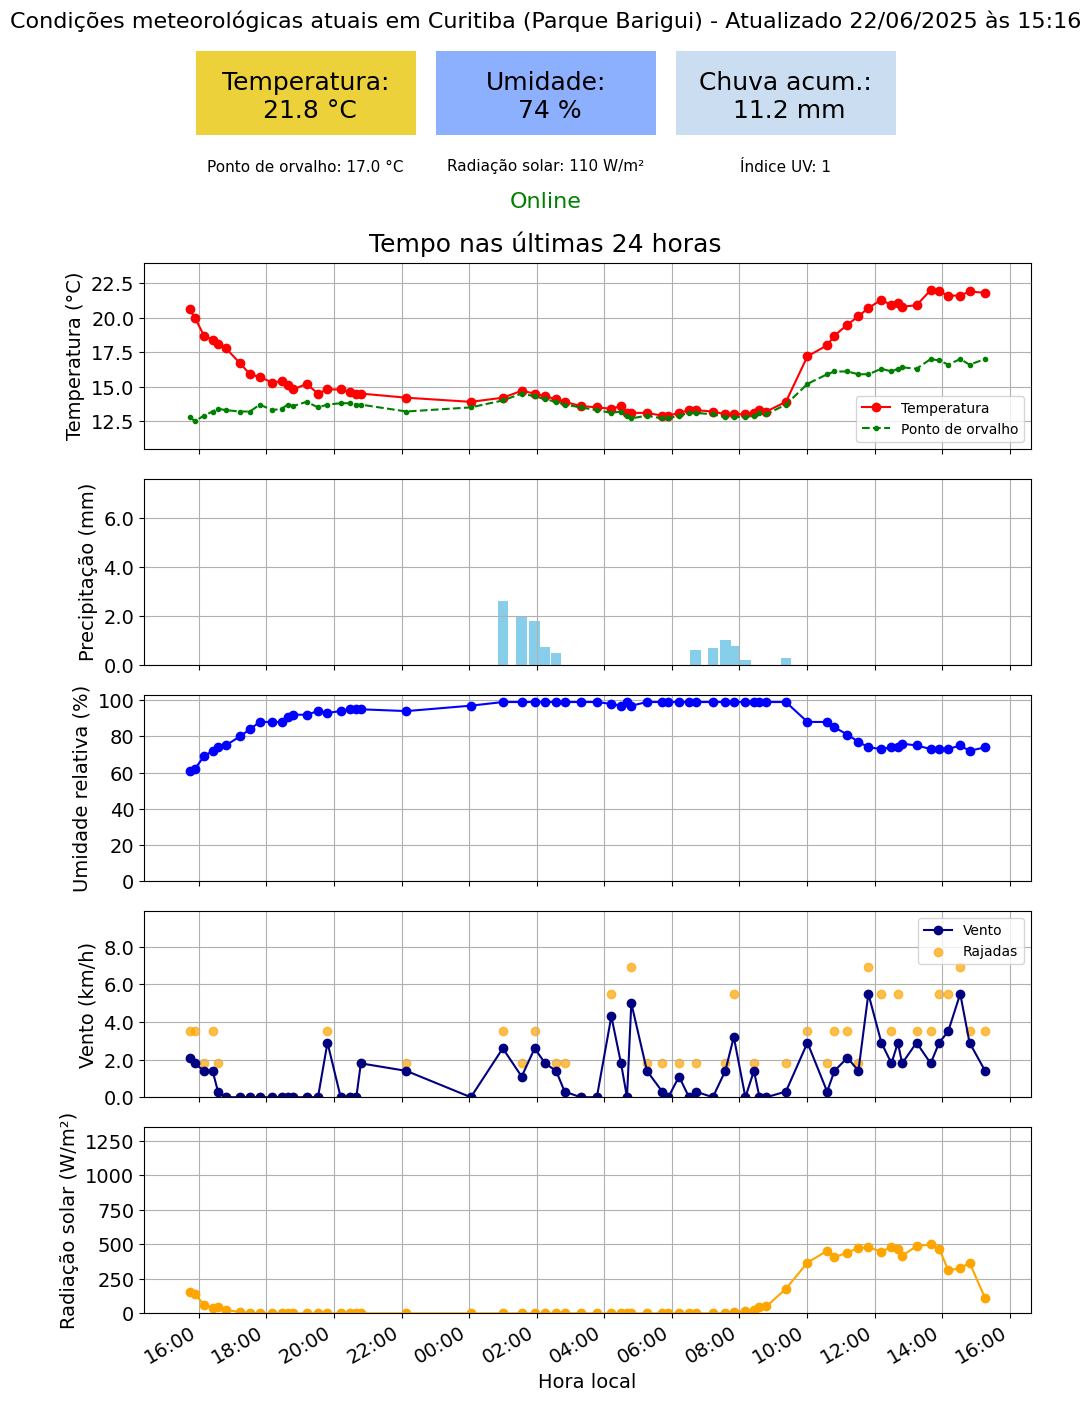 Condições meteorológicas atuais em Curitiba (Parque Barigui) - Atualizado 22/06/2025 às 15:16
Temperatura:
21.8 °C
Umidade:
74 %
Chuva acum.:
11.2 mm
Ponto de orvalho: 17.0 °C
Radiação solar: 110 W/m²
Índice UV: 1
Online
Tempo nas últimas 24 horas
Temperatura (°C)
22.5
20.0
17.5
15.0
12.5
Temperatura
Ponto de orvalho
Precipitação (mm)
6.0
4.0
2.0
0.0
Umidade relativa (%)
100
80
60
40
20
0
Vento (km/h)
8.0
6.0
4.0
2.0
0.0
Vento
Rajadas
Radiação solar (W/m²)
1250
1000
750
500
250
0
16:00
18:00
20:00
22:00
00:00
02:00
04:00
06:00
08:00
10:00
12:00
14:00
16:00
Hora local